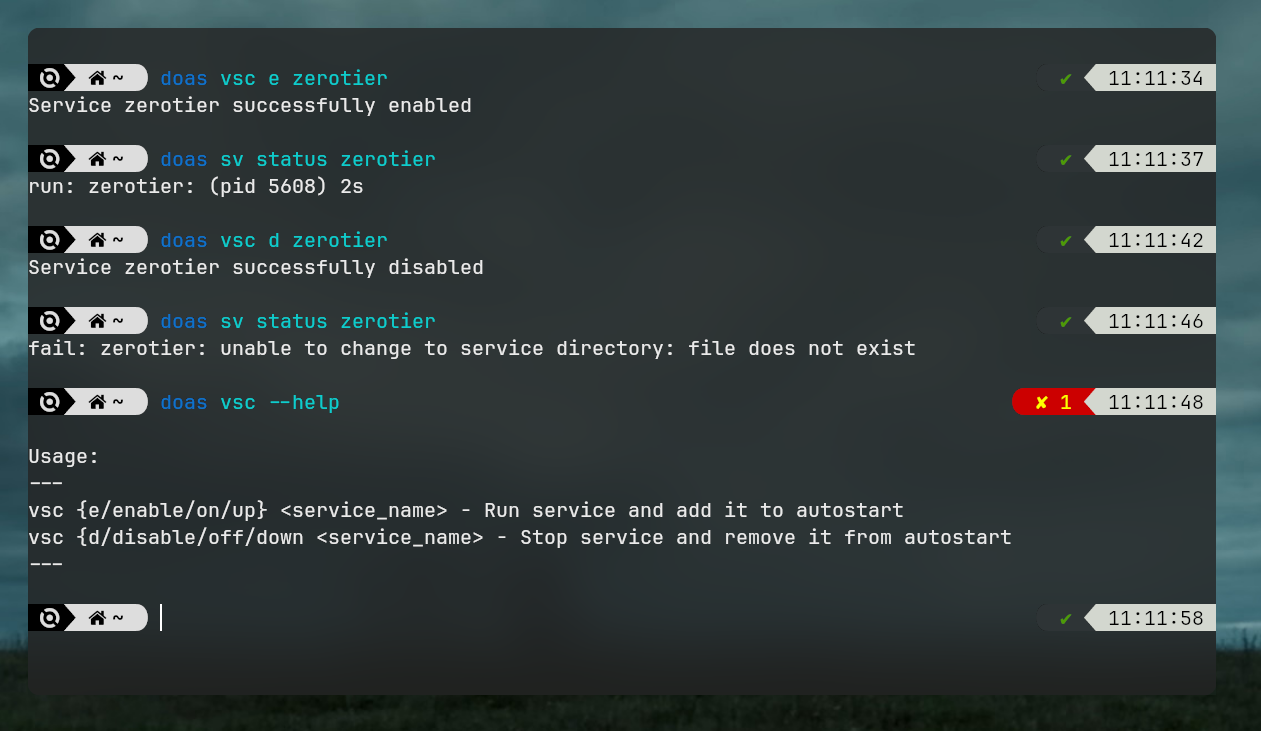 ~ doas vsc e zerotier ✔ 11:11:34
Service zerotier successfully enabled
~ doas sv status zerotier ✔ 11:11:37
run: zerotier: (pid 5608) 2s
~ doas vsc d zerotier ✔ 11:11:42
Service zerotier successfully disabled
~ doas sv status zerotier ✔ 11:11:46
fail: zerotier: unable to change to service directory: file does not exist
~ doas vsc --help ✘ 1 11:11:48
Usage:
---
vsc {e/enable/on/up} <service_name> - Run service and add it to autostart
vsc {d/disable/off/down <service_name> - Stop service and remove it from autostart
---
~ ✔ 11:11:58